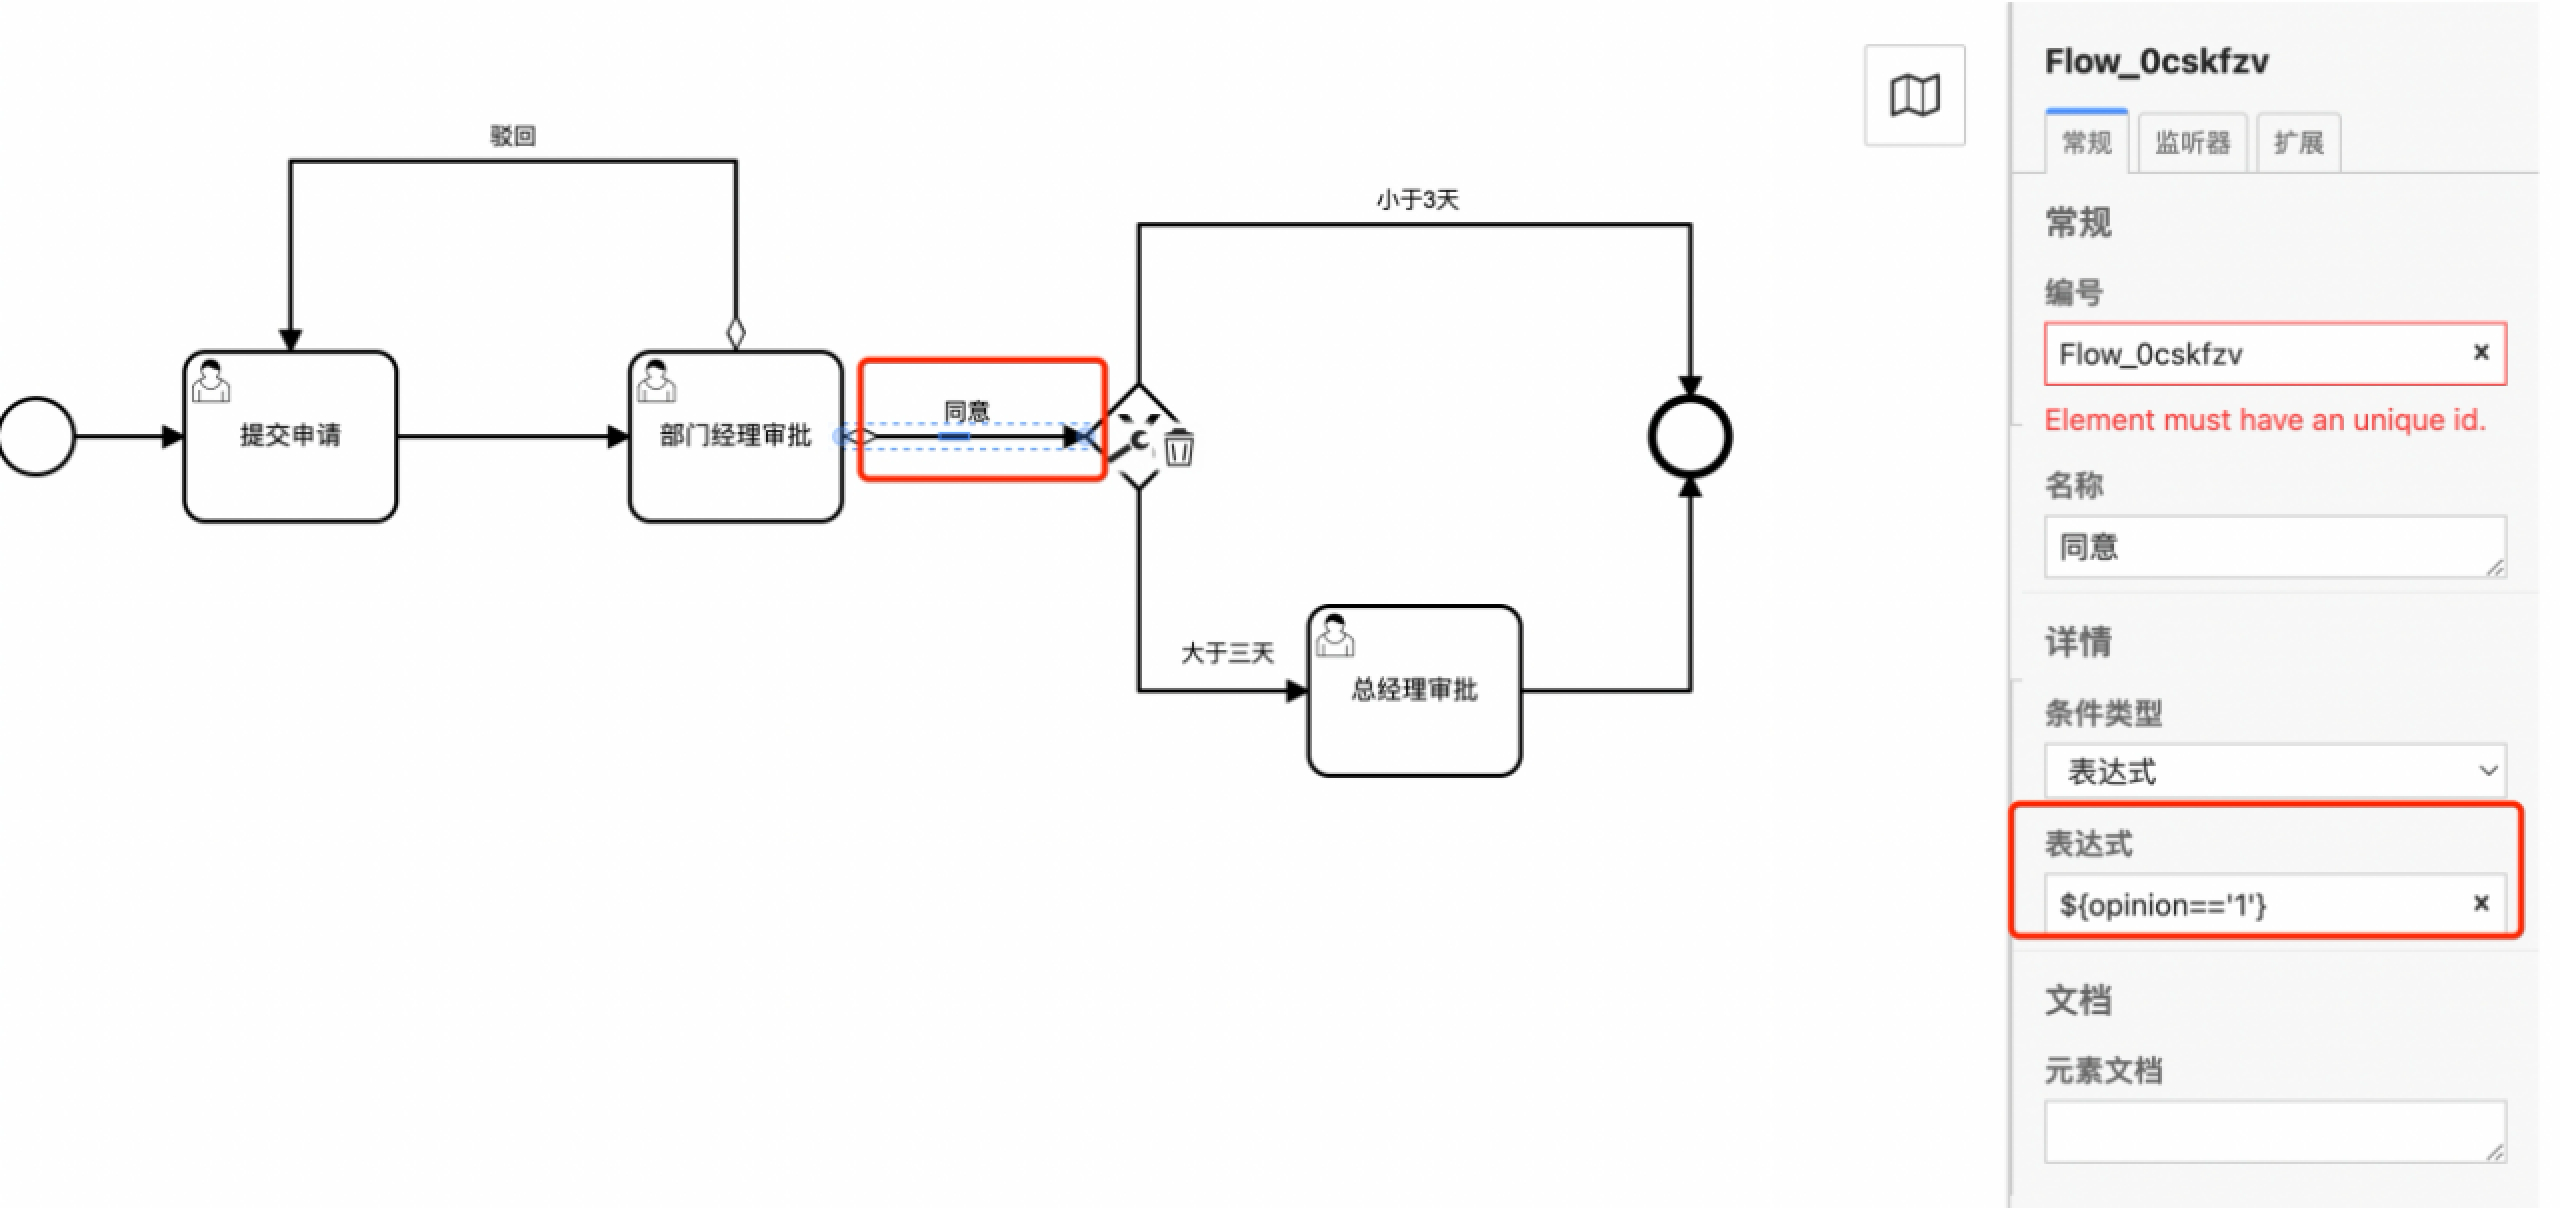 驳回
小于3天
提交申请
部门经理审批
同意
大于三天
总经理审批
Flow_0cskfzv
常规
监听器
扩展
常规
编号
Flow_0cskfzv
Element must have an unique id.
名称
同意
详情
条件类型
表达式
表达式
${opinion=='1'}
文档
元素文档